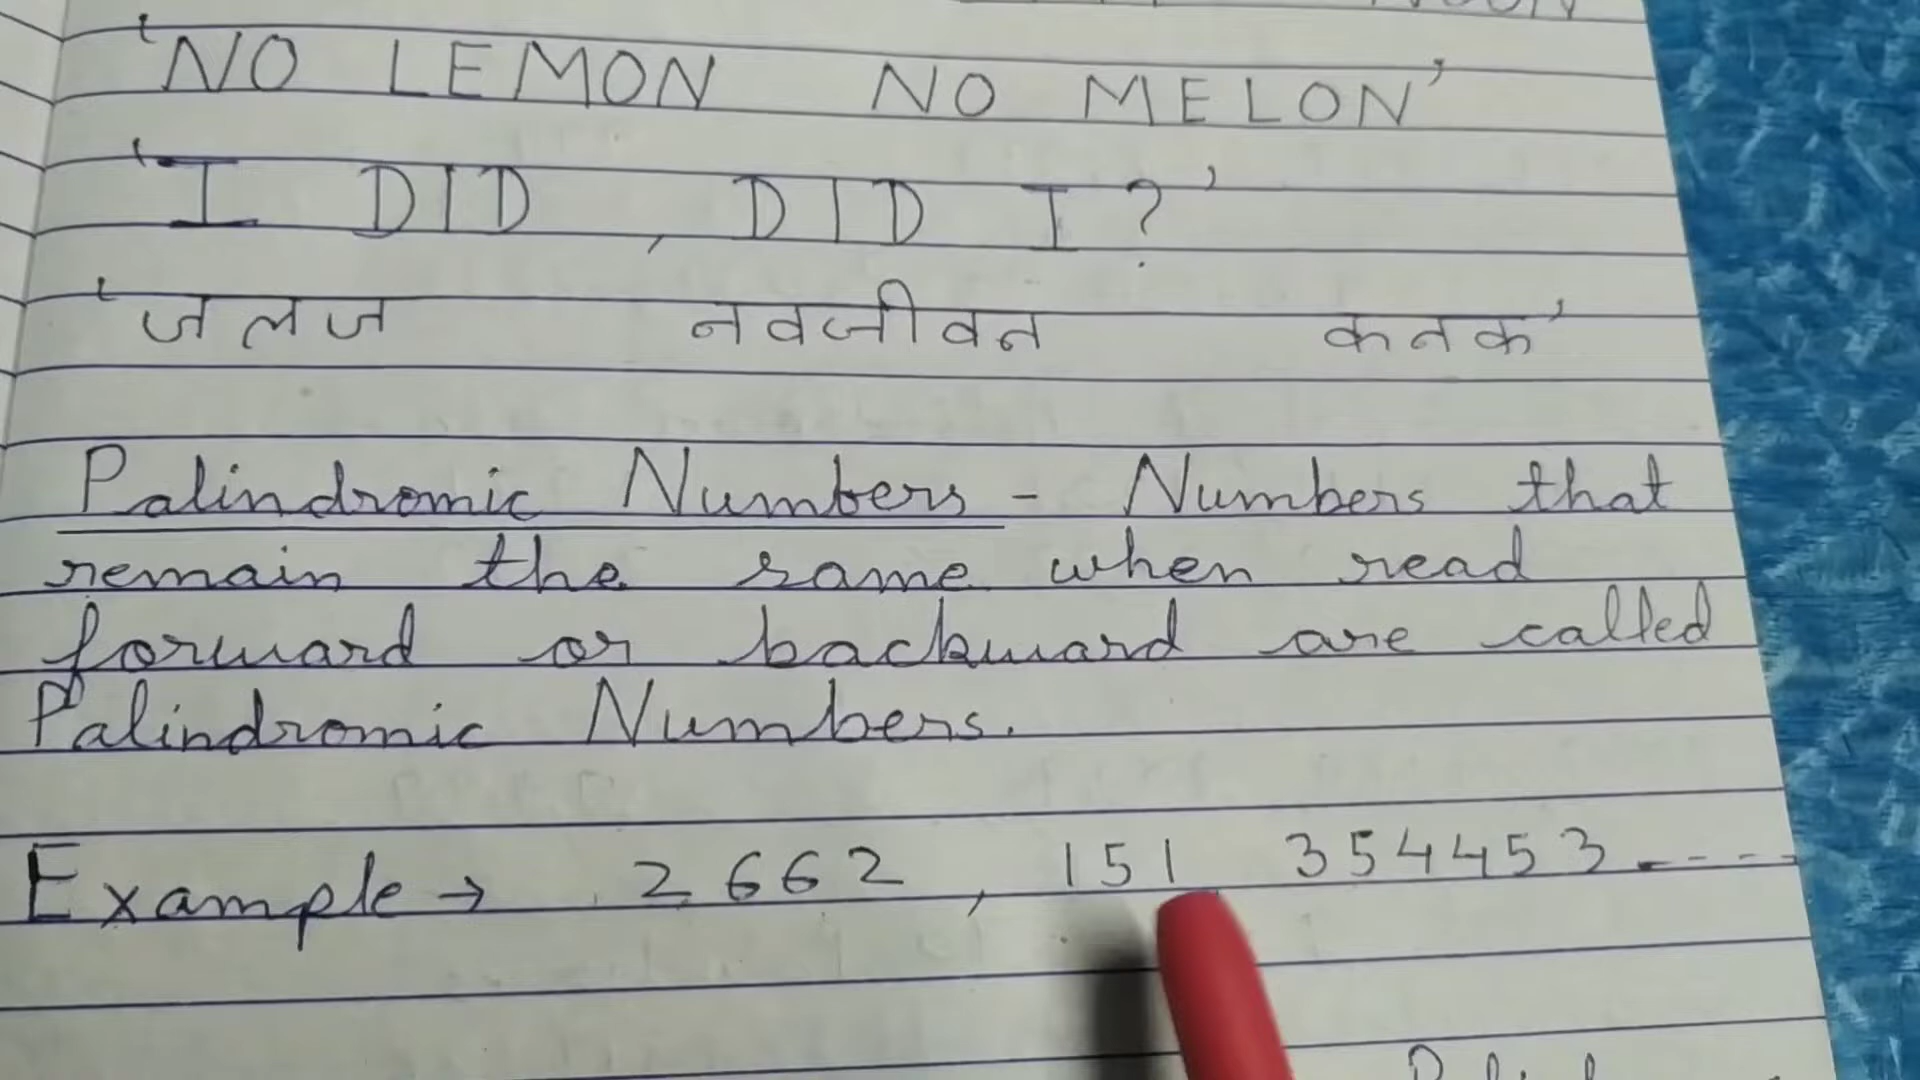 'NO LEMON NO MELON'
'I DID, DID I?'
'जलज नवजीवन कनक'
Palindromic Numbers - Numbers that
remain the same when read
forward or backward are called
Palindromic Numbers.
Example → 2662, 151 354453----